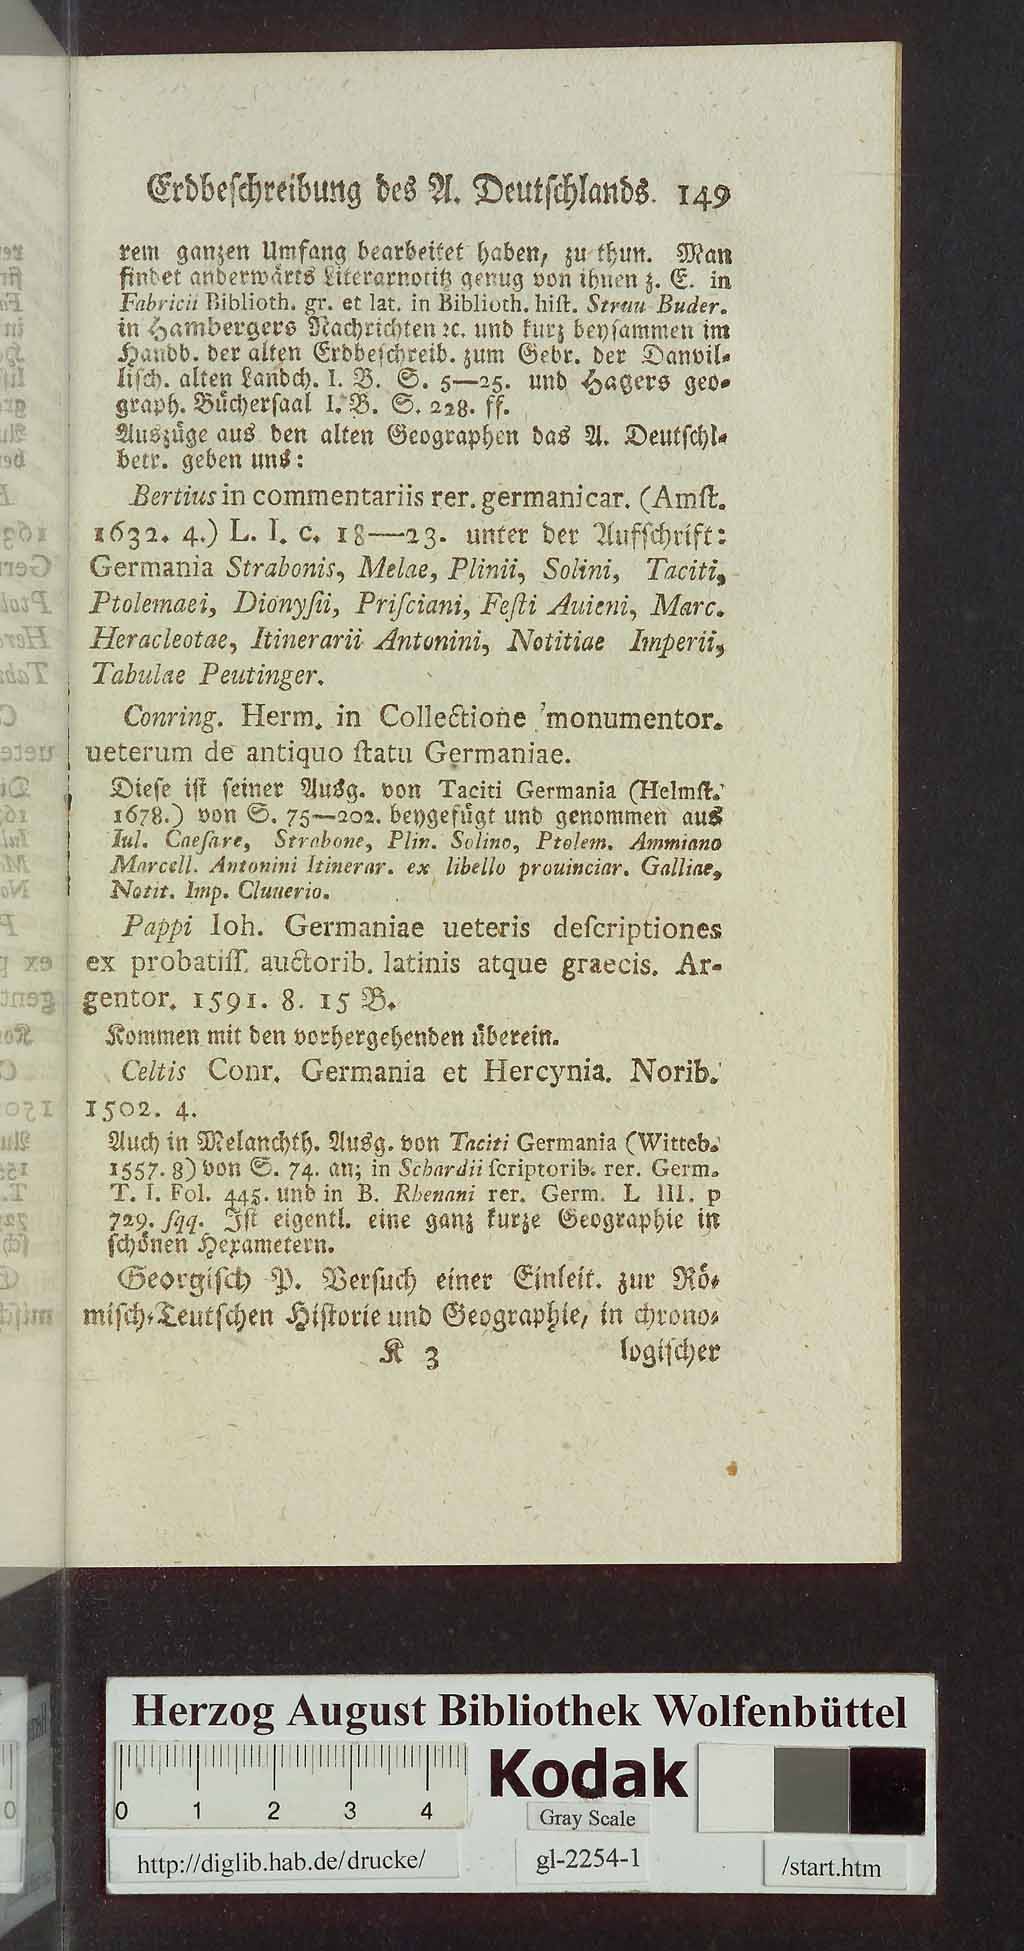 Erdbeſchreibung des A. Deutſchlands. 149
rem ganzen Umfang bearbeitet haben, zu thun. Man
findet anderwärts Literarnotitz genug von ihnen z. E. in
Fabricii Biblioth. gr. et lat. in Biblioth. hiſt. Struu Buder.
in Hambergers Nachrichten ꝛc. und kurz beyſammen im
Handb. der alten Erdbeſchreib. zum Gebr. der Danvil-
liſch. alten Landch. I. B. S. 5—25. und Hagers geo-
graph. Bücherſaal I. B. S. 228. ff.
Auszüge aus den alten Geographen das A. Deutſchl-
betr. geben uns:
Bertius in commentariis rer. germanicar. (Amſt.
1632. 4.) L. I. c. 18—23. unter der Aufſchrift:
Germania Strabonis, Melae, Plinii, Solini, Taciti,
Ptolemaei, Dionyſii, Priſciani, Feſti Auieni, Marc.
Heracleotae, Itinerarii Antonini, Notitiae Imperii,
Tabulae Peutinger.
Conring. Herm. in Collectione monumentor.
ueterum de antiquo ſtatu Germaniae.
Dieſe iſt ſeiner Ausg. von Taciti Germania (Helmſt.
1678.) von S. 75—202. beygefügt und genommen aus
Iul. Caeſare, Strabone, Plin. Solino, Ptolem. Ammiano
Marcell. Antonini Itinerar. ex libello prouinciar. Galliae,
Notit. Imp. Cluuerio.
Pappi Ioh. Germaniae ueteris deſcriptiones
ex probatiſſ. auctorib. latinis atque graecis. Ar-
gentor. 1591. 8. 15 B.
Kommen mit den vorhergehenden überein.
Celtis Conr. Germania et Hercynia. Norib.
1502. 4.
Auch in Melanchth. Ausg. von Taciti Germania (Witteb.
1557. 8) von S. 74. an; in Schardii ſcriptorib. rer. Germ.
T. I. Fol. 445. und in B. Rhenani rer. Germ. L III. p
729. ſqq. Iſt eigentl. eine ganz kurze Geographie in
ſchönen Hexametern.
Georgiſch P. Verſuch einer Einleit. zur Rö-
miſch-Teutſchen Hiſtorie und Geographie, in chrono-
K 3 logiſcher
Herzog August Bibliothek Wolfenbüttel
0 1 2 3 4
Kodak
Gray Scale
http://diglib.hab.de/drucke/ gl-2254-1 /start.htm